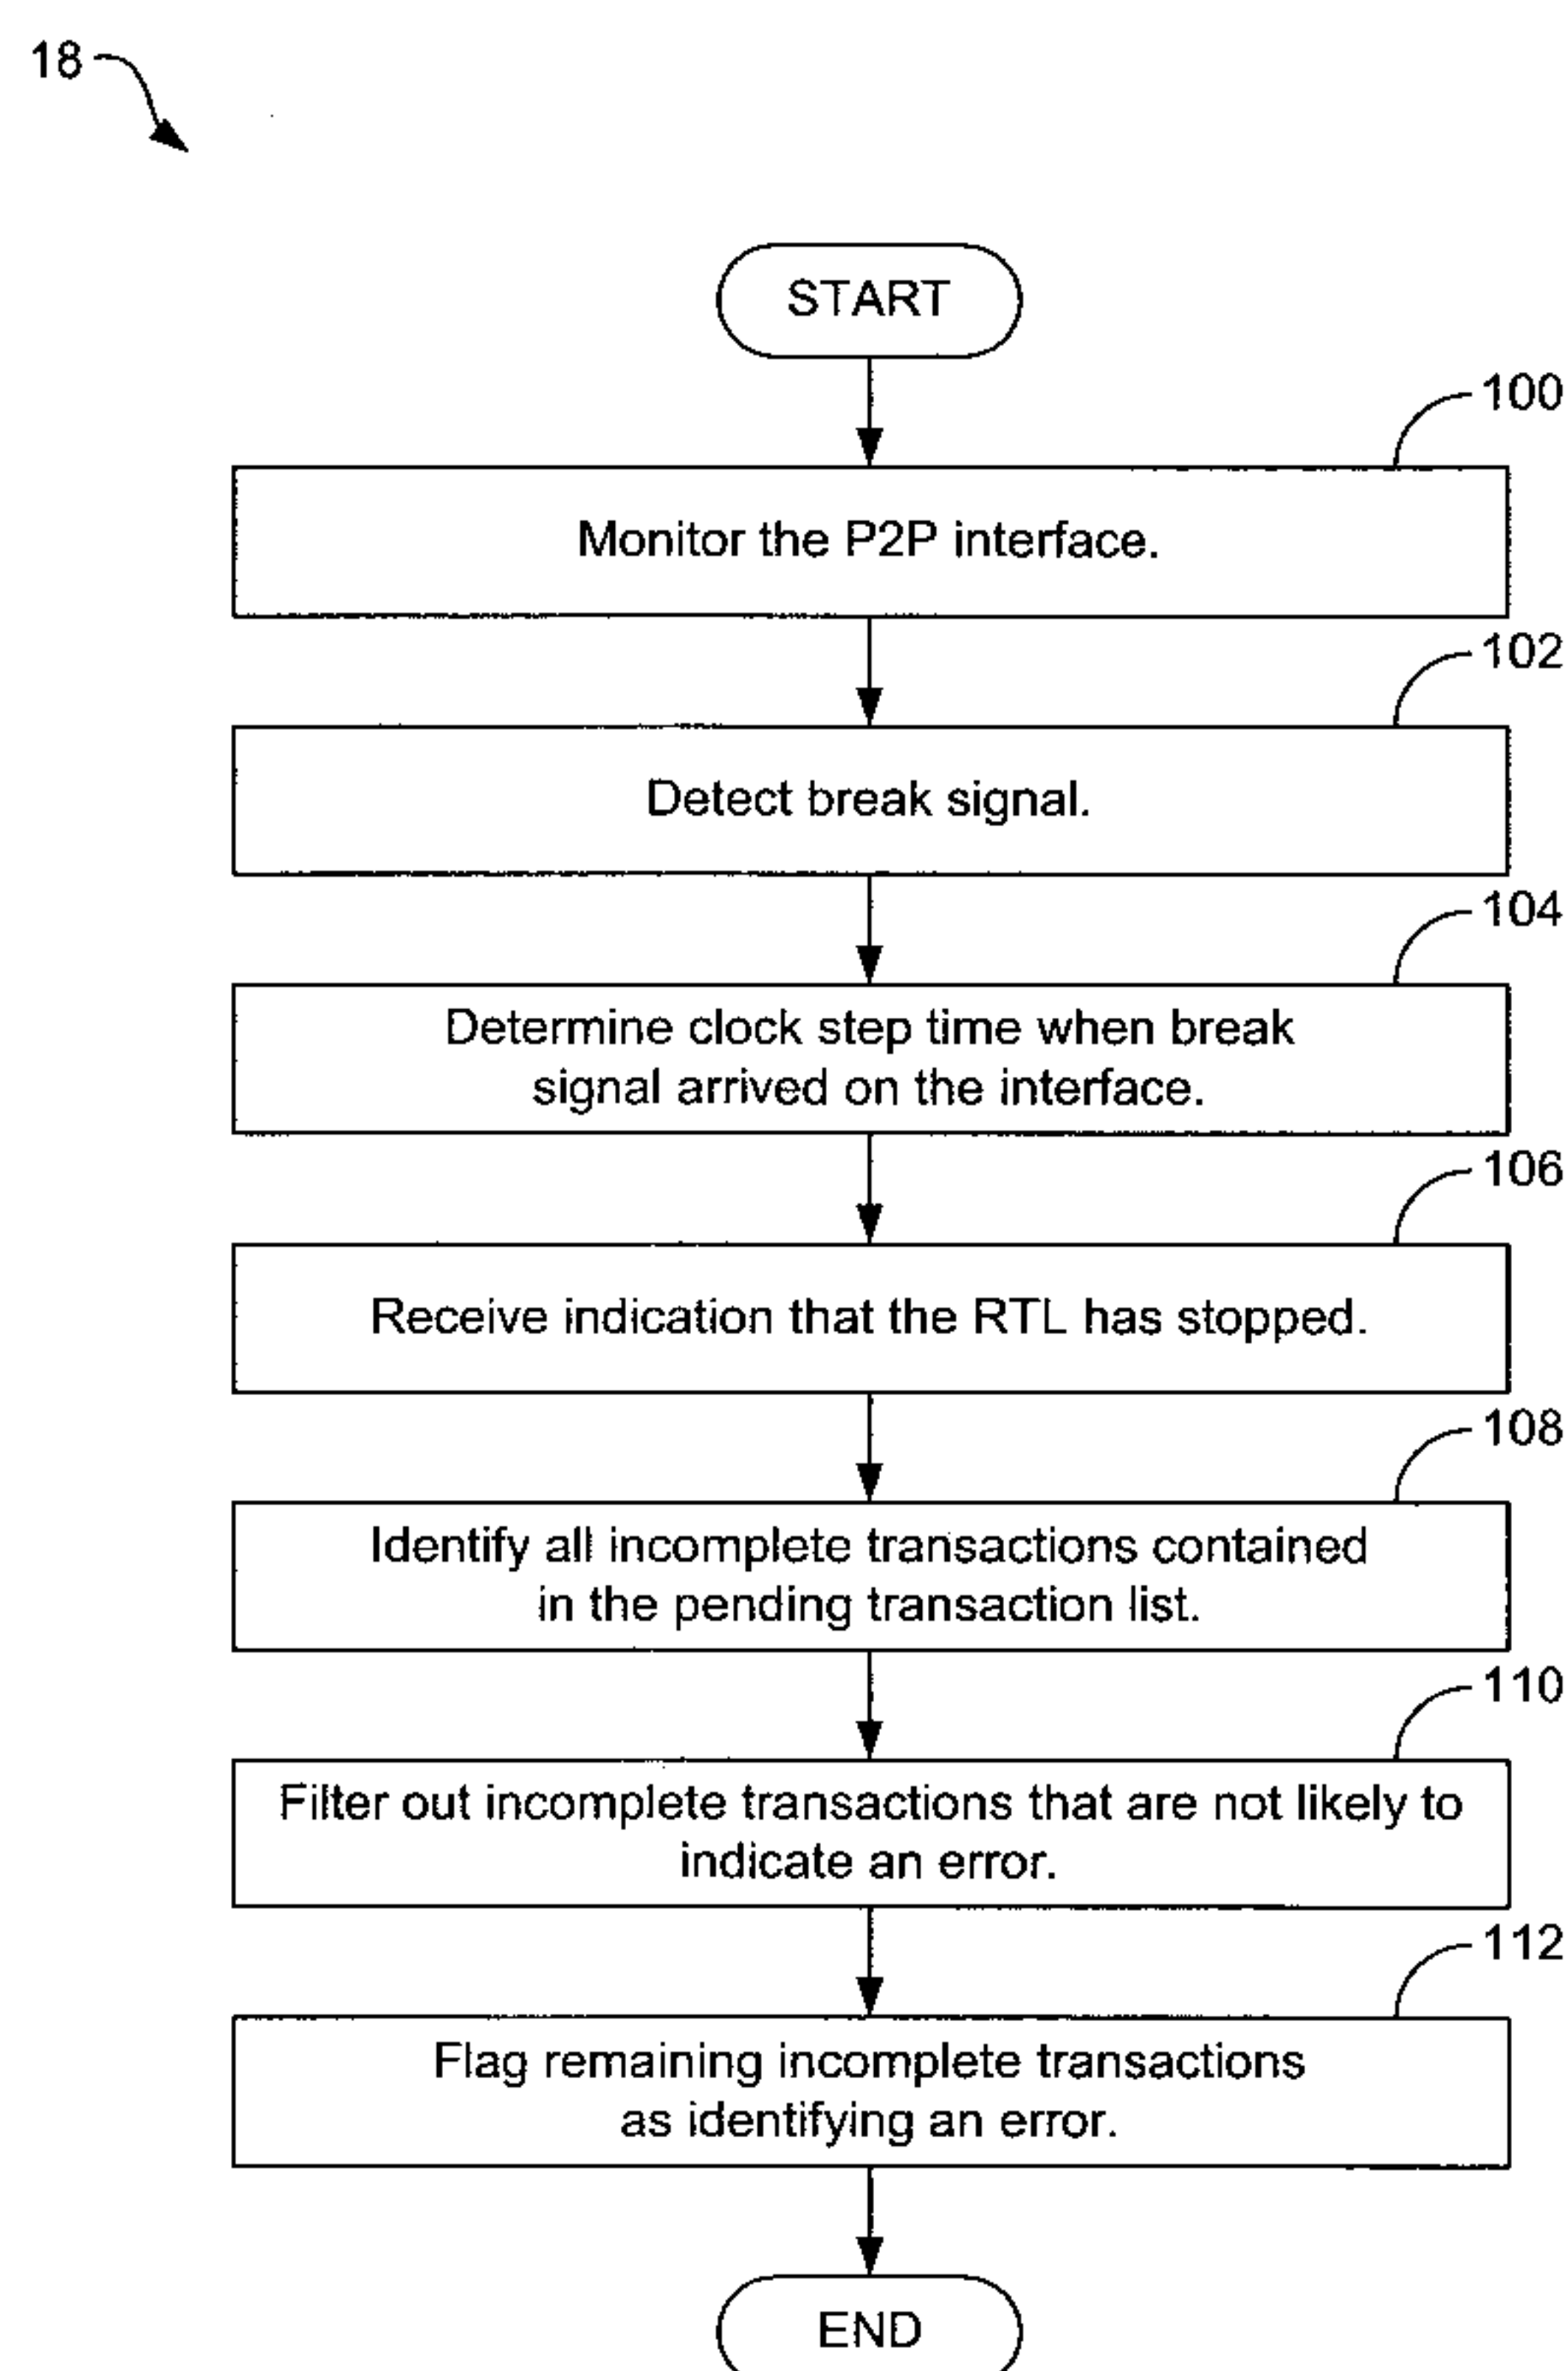 18
START
100
Monitor the P2P interface.
102
Detect break signal.
104
Determine clock step time when break
signal arrived on the interface.
106
Receive indication that the RTL has stopped.
108
Identify all incomplete transactions contained
in the pending transaction list.
110
Filter out incomplete transactions that are not likely to
indicate an error.
112
Flag remaining incomplete transactions
as identifying an error.
END